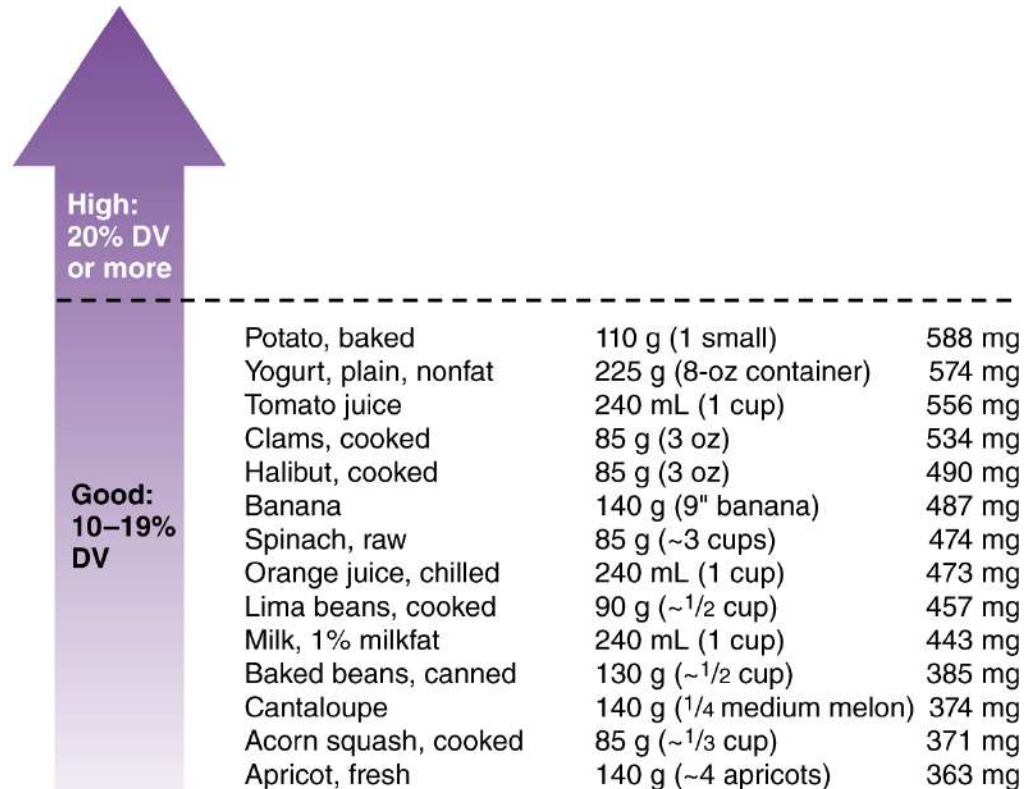 High:
20% DV
or more
Good:
10–19%
DV
Potato, baked 110 g (1 small) 588 mg
Yogurt, plain, nonfat 225 g (8-oz container) 574 mg
Tomato juice 240 mL (1 cup) 556 mg
Clams, cooked 85 g (3 oz) 534 mg
Halibut, cooked 85 g (3 oz) 490 mg
Banana 140 g (9" banana) 487 mg
Spinach, raw 85 g (~3 cups) 474 mg
Orange juice, chilled 240 mL (1 cup) 473 mg
Lima beans, cooked 90 g (~1/2 cup) 457 mg
Milk, 1% milkfat 240 mL (1 cup) 443 mg
Baked beans, canned 130 g (~1/2 cup) 385 mg
Cantaloupe 140 g (1/4 medium melon) 374 mg
Acorn squash, cooked 85 g (~1/3 cup) 371 mg
Apricot, fresh 140 g (~4 apricots) 363 mg